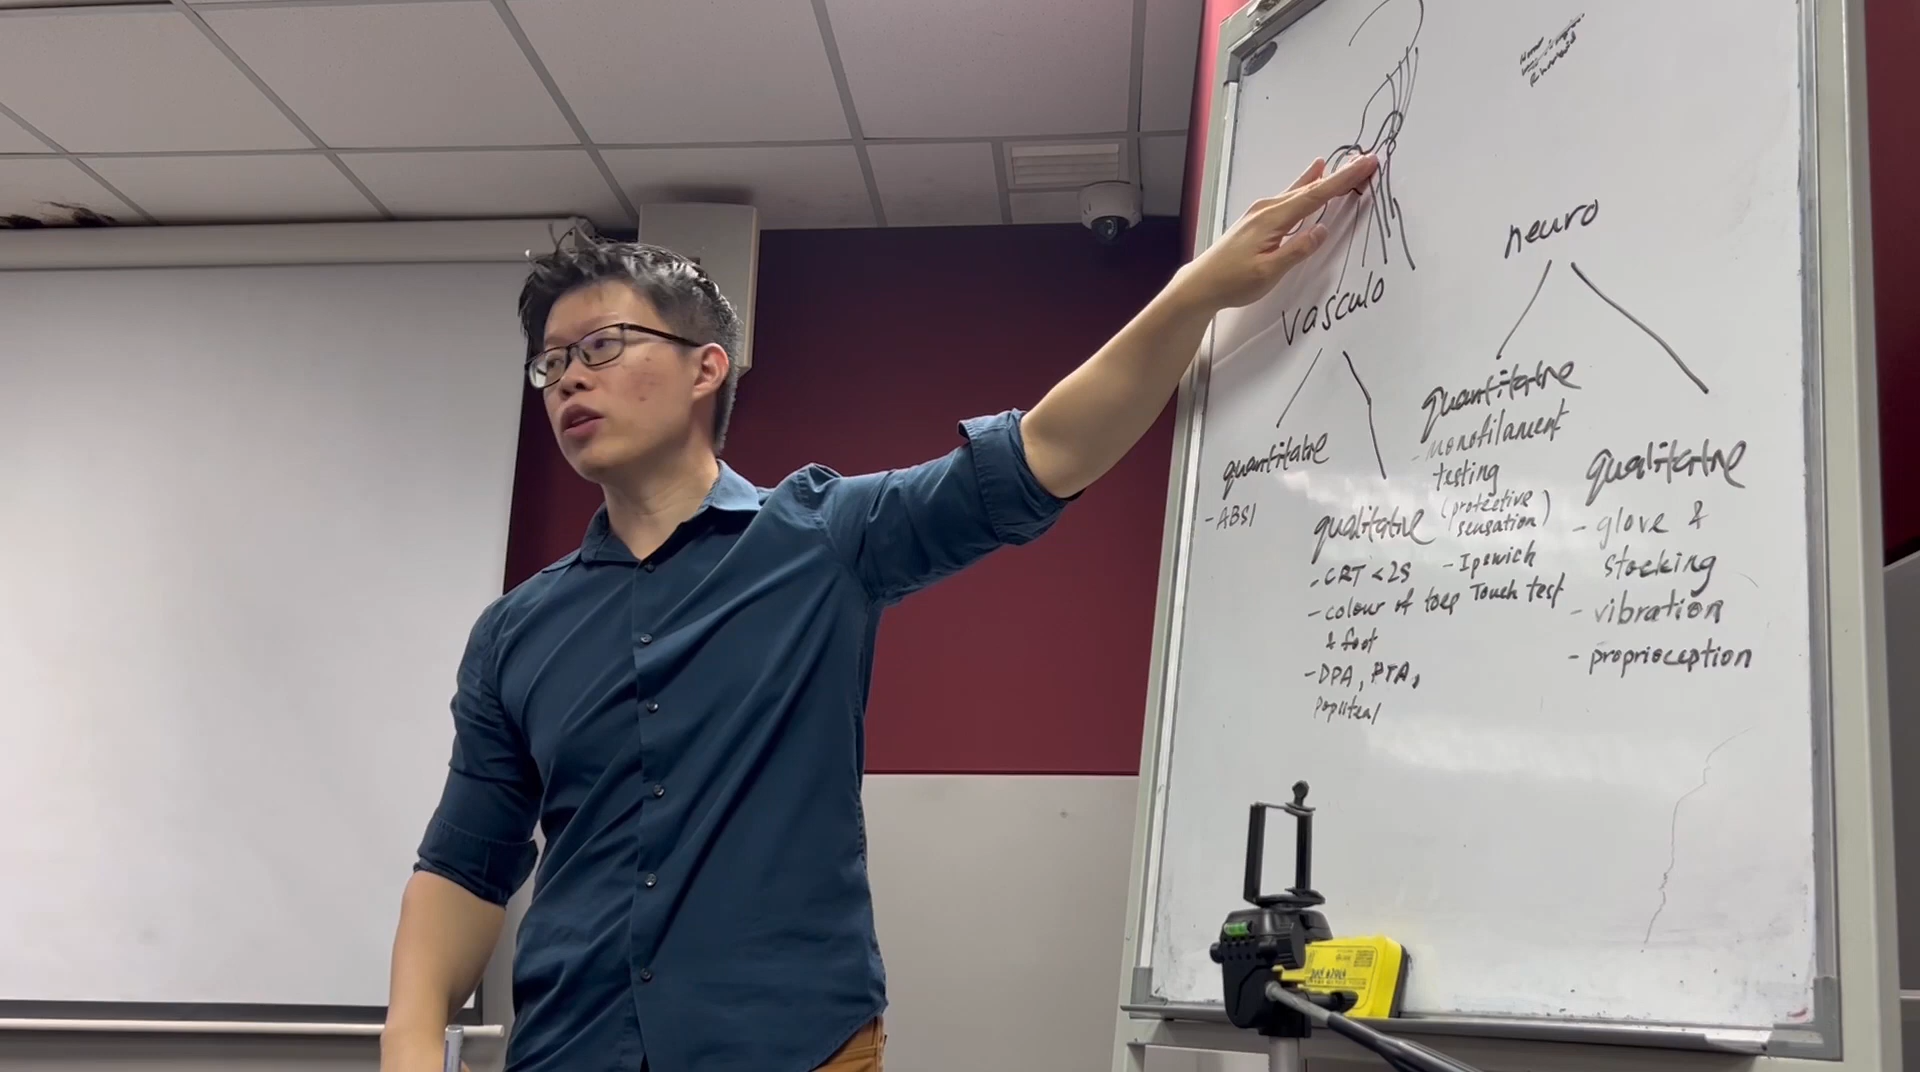 neuro
vasculo
quantitative
- monofilament
testing
(protective
sensation)
- Ipswich
Touch test
qualitative
- glove &
stocking
- vibration
- proprioception
quantitative
- ABSI
qualitative
- CRT <2S
- colour of toes
& foot
- DPA, PTA,
popliteal